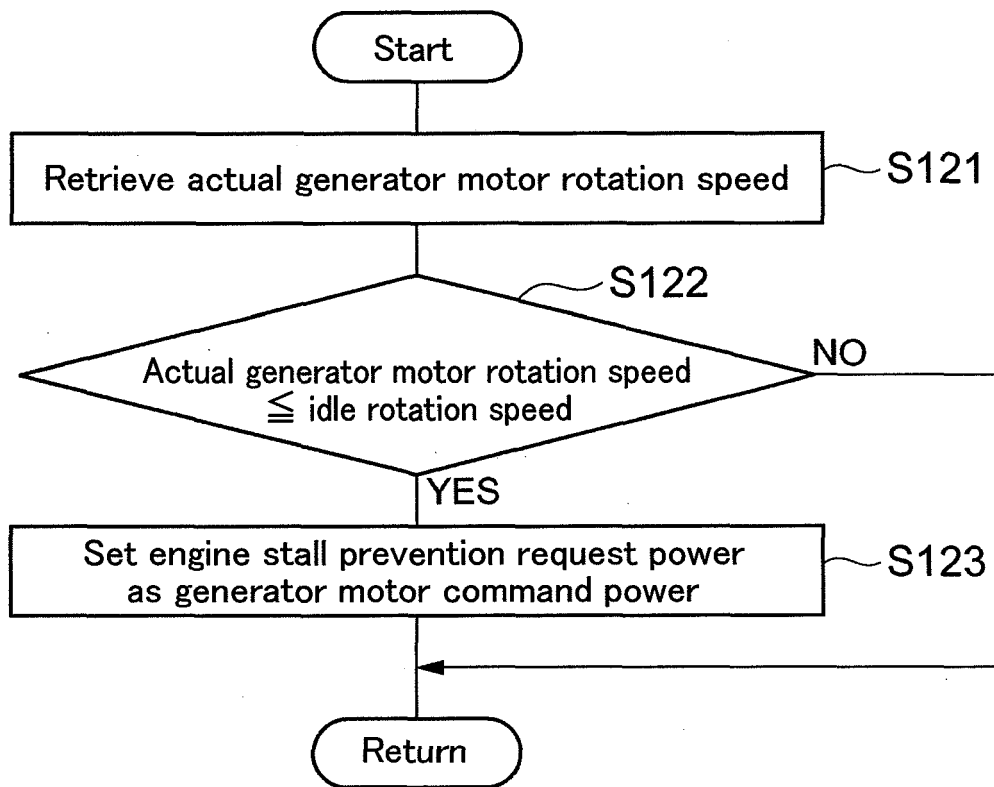 Start
Retrieve actual generator motor rotation speed
S121
S122
Actual generator motor rotation speed
≦ idle rotation speed
NO
YES
Set engine stall prevention request power
as generator motor command power
S123
Return